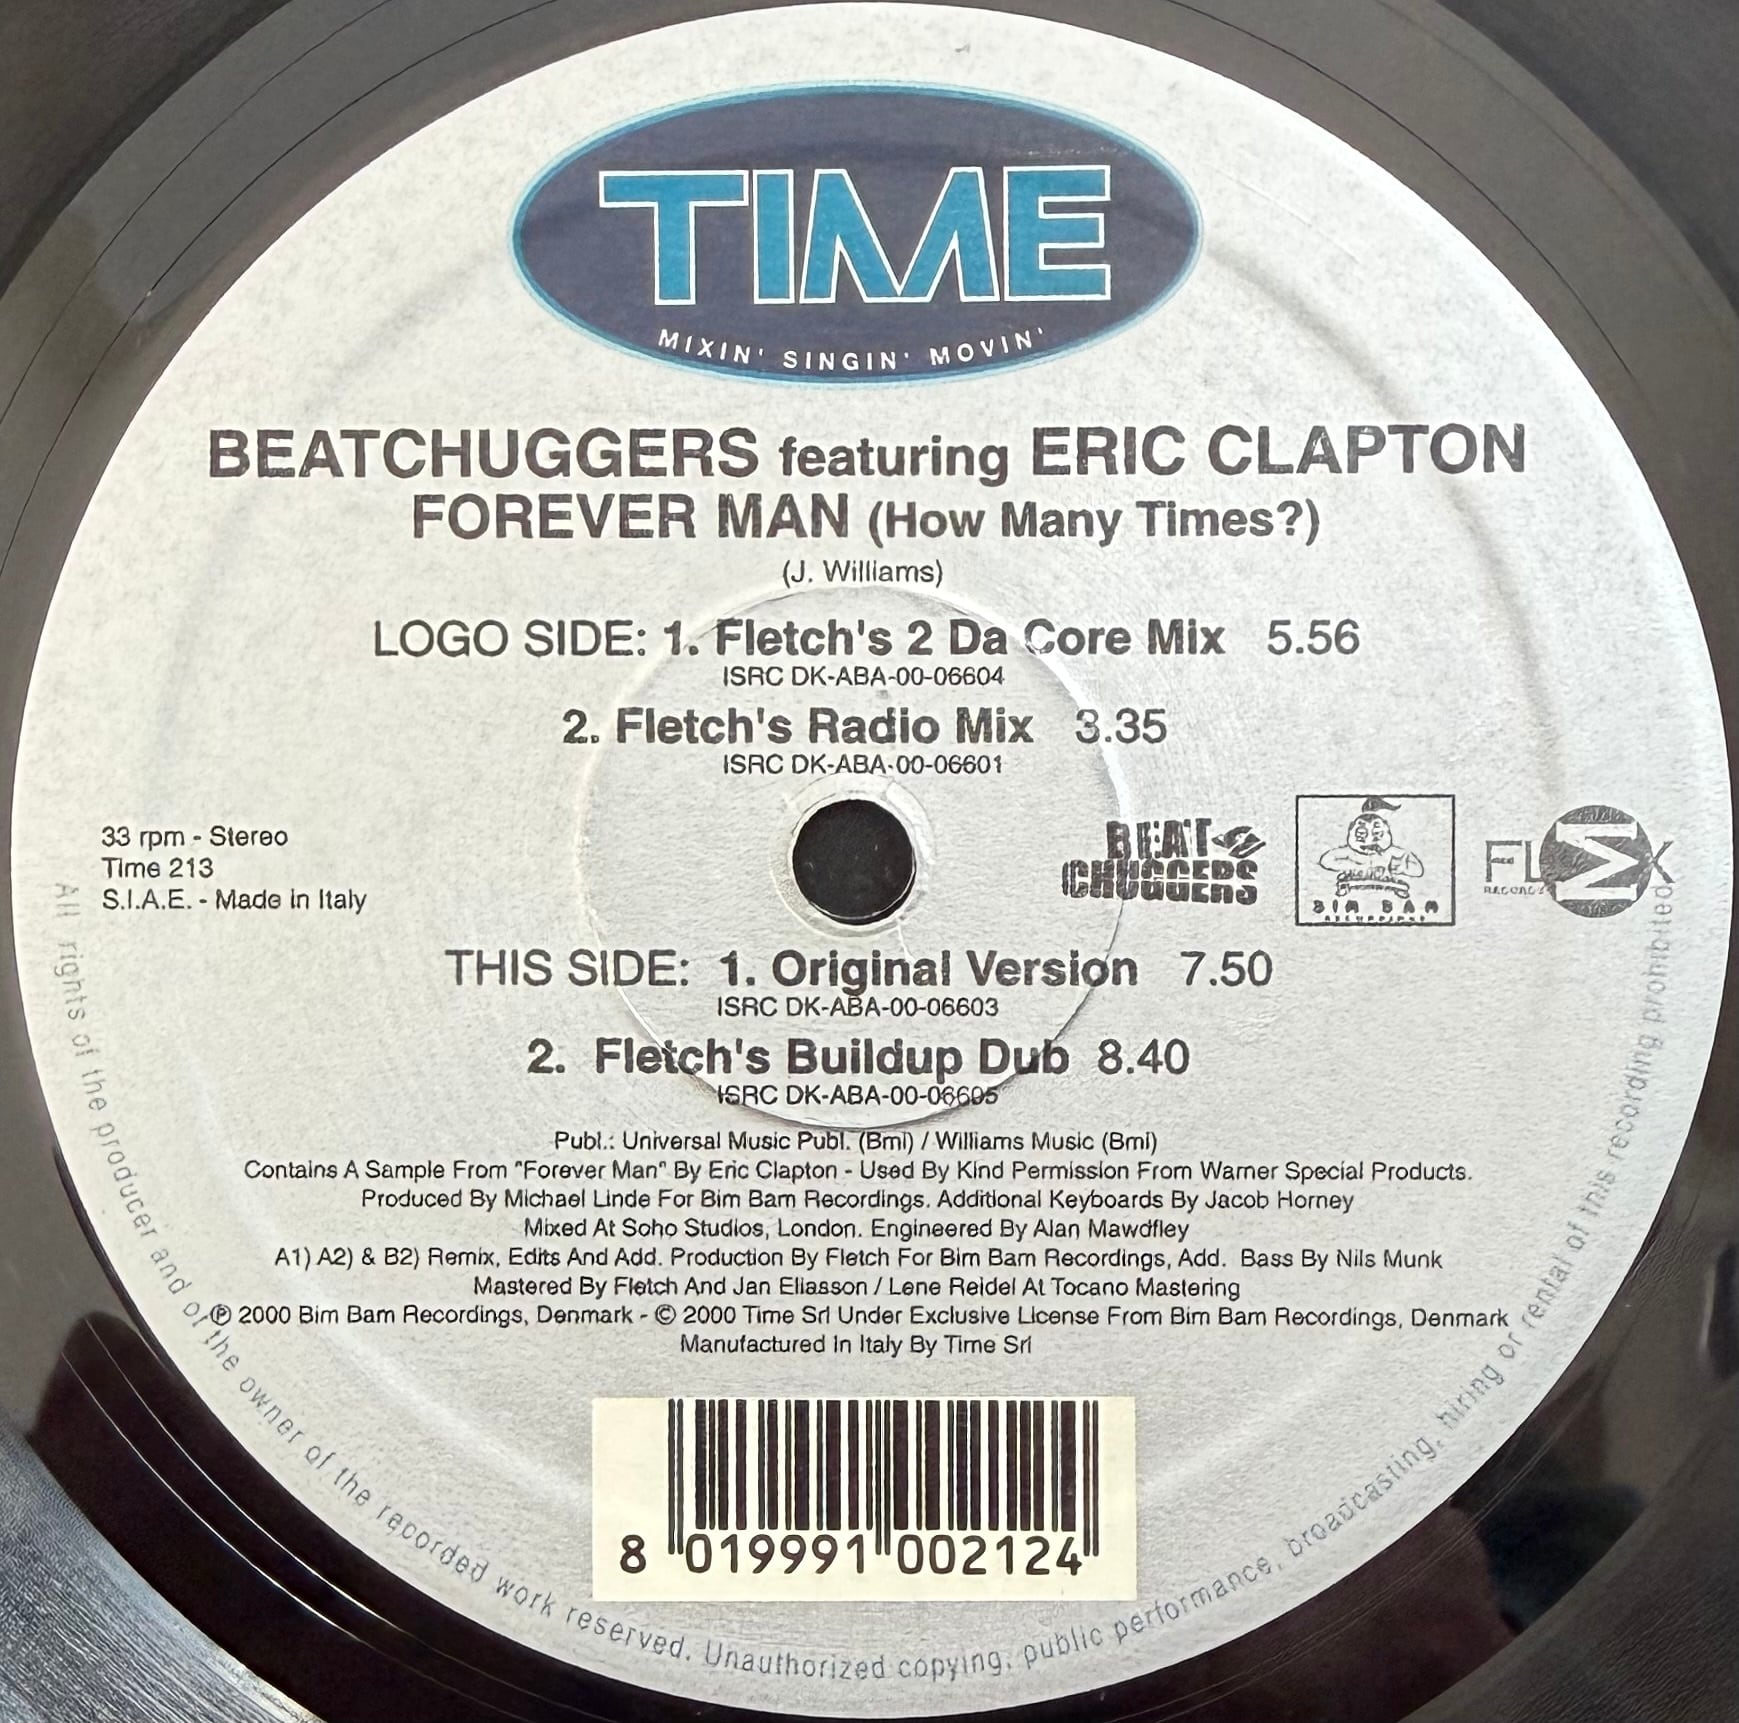 TIME
MIXIN' SINGIN' MOVIN'
BEATCHUGGERS featuring ERIC CLAPTON
FOREVER MAN (How Many Times?)
(J. Williams)
LOGO SIDE: 1. Fletch's 2 Da Core Mix 5.56
ISRC DK-ABA-00-06604
2. Fletch's Radio Mix 3.35
ISRC DK-ABA-00-06601
33 rpm - Stereo
Time 213
S.I.A.E. - Made in Italy
BEAT
CHUGGERS
BIM BAM
RECORDINGS
FLEX
RECORDS
THIS SIDE: 1. Original Version 7.50
ISRC DK-ABA-00-06603
2. Fletch's Buildup Dub 8.40
ISRC DK-ABA-00-06605
Publ.: Universal Music Publ. (Bmi) / Williams Music (Bmi)
Contains A Sample From "Forever Man" By Eric Clapton - Used By Kind Permission From Warner Special Products.
Produced By Michael Linde For Bim Bam Recordings. Additional Keyboards By Jacob Horney
Mixed At Soho Studios, London. Engineered By Alan Mawdfley
A1) A2) & B2) Remix, Edits And Add. Production By Fletch For Bim Bam Recordings, Add. Bass By Nils Munk
Mastered By Fletch And Jan Eliasson / Lene Reidel At Tocano Mastering
℗ 2000 Bim Bam Recordings, Denmark - © 2000 Time Srl Under Exclusive License From Bim Bam Recordings, Denmark
Manufactured In Italy By Time Srl
8 019991 002124
All rights of the producer and of the owner of the recorded work reserved. Unauthorized copying, public performance, broadcasting, hiring or rental of this recording prohibited